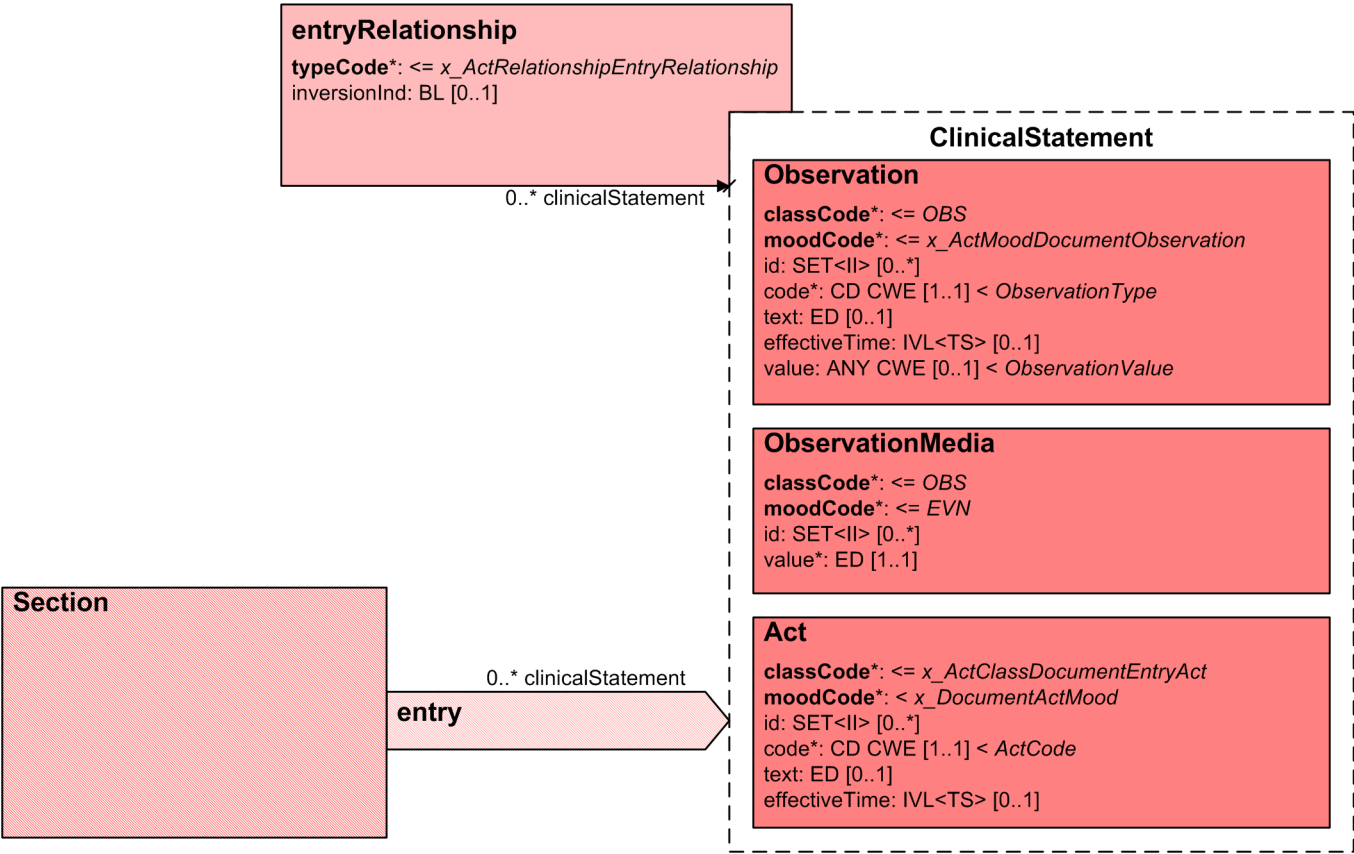 entryRelationship
typeCode*: <= x_ActRelationshipEntryRelationship
inversionInd: BL [0..1]
0..* clinicalStatement
ClinicalStatement
Observation
classCode*: <= OBS
moodCode*: <= x_ActMoodDocumentObservation
id: SET<II> [0..*]
code*: CD CWE [1..1] < ObservationType
text: ED [0..1]
effectiveTime: IVL<TS> [0..1]
value: ANY CWE [0..1] < ObservationValue
ObservationMedia
classCode*: <= OBS
moodCode*: <= EVN
id: SET<II> [0..*]
value*: ED [1..1]
Section
0..* clinicalStatement
entry
Act
classCode*: <= x_ActClassDocumentEntryAct
moodCode*: < x_DocumentActMood
id: SET<II> [0..*]
code*: CD CWE [1..1] < ActCode
text: ED [0..1]
effectiveTime: IVL<TS> [0..1]